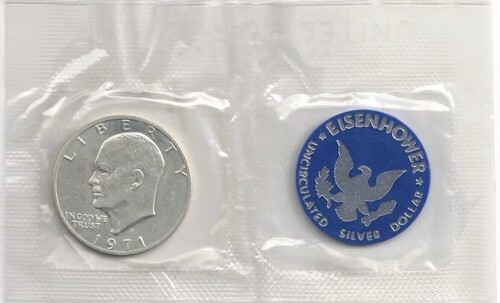 LIBERTY
IN GOD WE
TRUST
1971
★ EISENHOWER ★
UNCIRCULATED SILVER DOLLAR